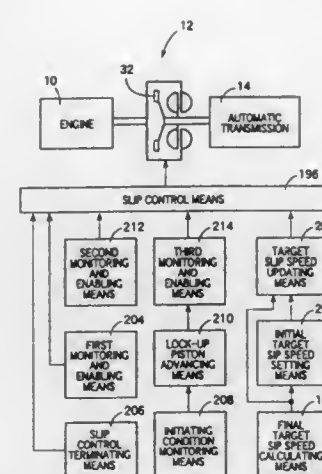 12
10
32
14
ENGINE
AUTOMATIC
TRANSMISSION
196
SLIP CONTROL MEANS
212
214
SECOND
MONITORING
AND
ENABLING
MEANS
THIRD
MONITORING
AND
ENABLING
MEANS
TARGET
SLIP SPEED
UPDATING
MEANS
204
210
FIRST
MONITORING
AND
ENABLING
MEANS
LOCK-UP
PISTON
ADVANCING
MEANS
INITIAL
TARGET
SIP SPEED
SETTING
MEANS
206
208
SLIP
CONTROL
TERMINATING
MEANS
INITIATING
CONDITION
MONITORING
MEANS
FINAL
TARGET
SIP SPEED
CALCULATING
MEANS